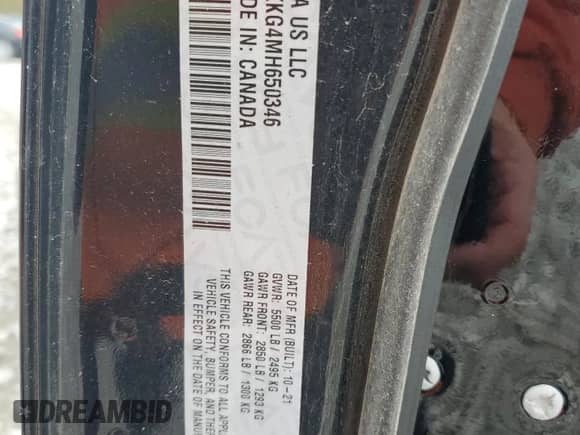 A US LLC
DE IN: CANADA
KG4MH650346
DATE OF MFR (BUILT): 10-21
GVWR: 5500 LB / 2495 KG
GAWR FRONT: 2850 LB / 1293 KG
GAWR REAR: 2866 LB / 1300 KG
THIS VEHICLE CONFORMS TO ALL APPL
VEHICLE SAFETY, BUMPER, AND THE
IN EFFECT ON THE DATE OF MANU
DREAMBID